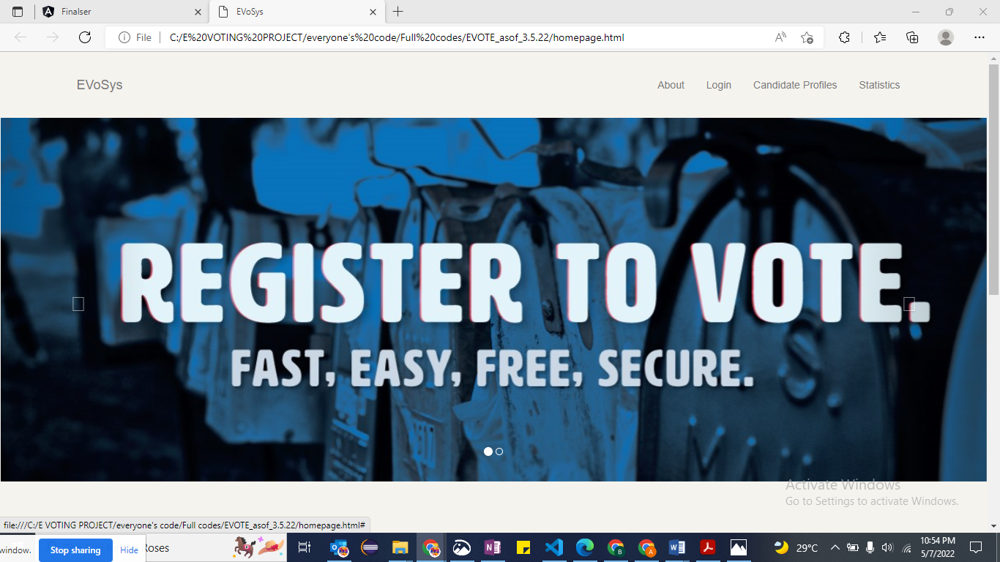 Finalser
EVoSys
File
C:/E%20VOTING%20PROJECT/everyone's%20code/Full%20codes/EVOTE_asof_3.5.22/homepage.html
EVoSys
About Login Candidate Profiles Statistics
REGISTER TO VOTE.
FAST, EASY, FREE, SECURE.
Activate Windows
Go to Settings to activate Windows.
file:///C:/E VOTING PROJECT/everyone's code/Full codes/EVOTE_asof_3.5.22/homepage.html#
window.
Stop sharing
Hide
Roses
29°C
10:54 PM
5/7/2022